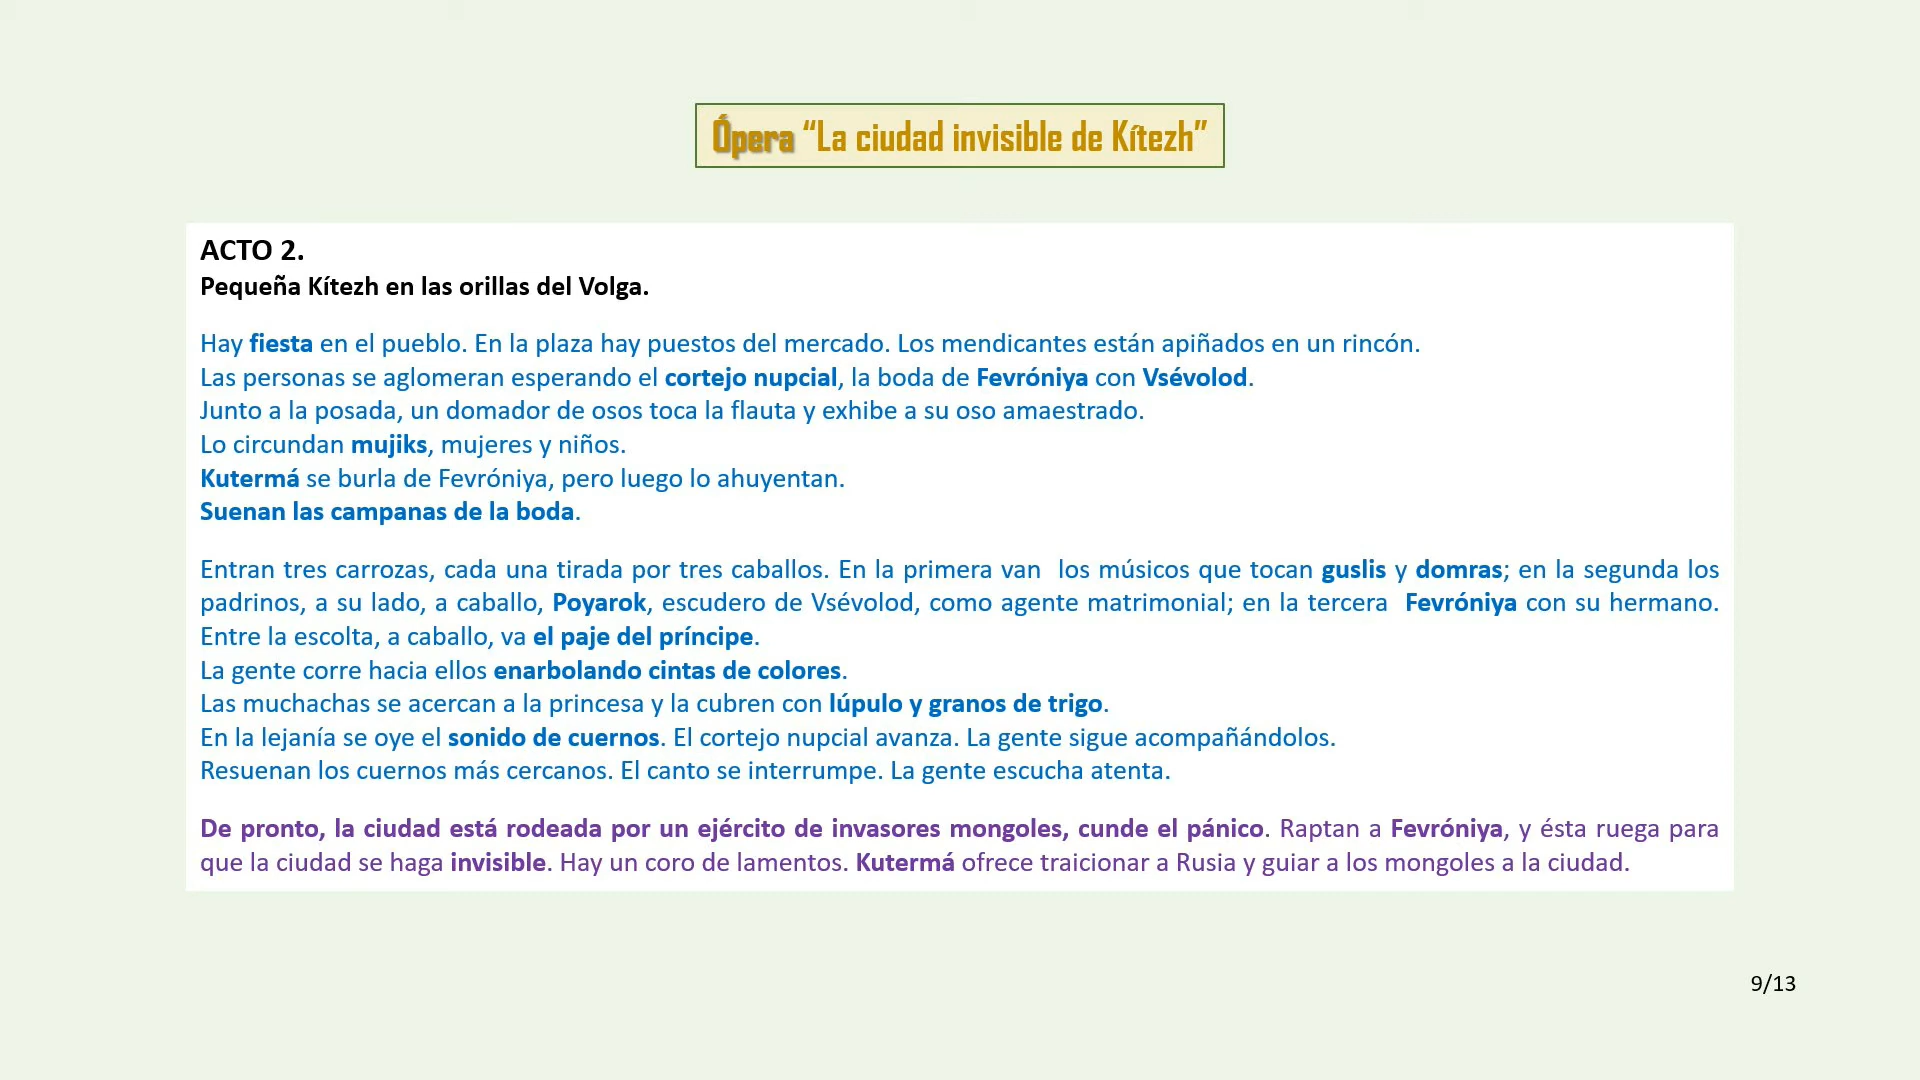 Ópera “La ciudad invisible de Kítezh”
ACTO 2.
Pequeña Kítezh en las orillas del Volga.
Hay fiesta en el pueblo. En la plaza hay puestos del mercado. Los mendicantes están apiñados en un rincón.
Las personas se aglomeran esperando el cortejo nupcial, la boda de Fevróniya con Vsévolod.
Junto a la posada, un domador de osos toca la flauta y exhibe a su oso amaestrado.
Lo circundan mujiks, mujeres y niños.
Kutermá se burla de Fevróniya, pero luego lo ahuyentan.
Suenan las campanas de la boda.
Entran tres carrozas, cada una tirada por tres caballos. En la primera van los músicos que tocan guslis y domras; en la segunda los
padrinos, a su lado, a caballo, Poyarok, escudero de Vsévolod, como agente matrimonial; en la tercera Fevróniya con su hermano.
Entre la escolta, a caballo, va el paje del príncipe.
La gente corre hacia ellos enarbolando cintas de colores.
Las muchachas se acercan a la princesa y la cubren con lúpulo y granos de trigo.
En la lejanía se oye el sonido de cuernos. El cortejo nupcial avanza. La gente sigue acompañándolos.
Resuenan los cuernos más cercanos. El canto se interrumpe. La gente escucha atenta.
De pronto, la ciudad está rodeada por un ejército de invasores mongoles, cunde el pánico. Raptan a Fevróniya, y ésta ruega para
que la ciudad se haga invisible. Hay un coro de lamentos. Kutermá ofrece traicionar a Rusia y guiar a los mongoles a la ciudad.
9/13